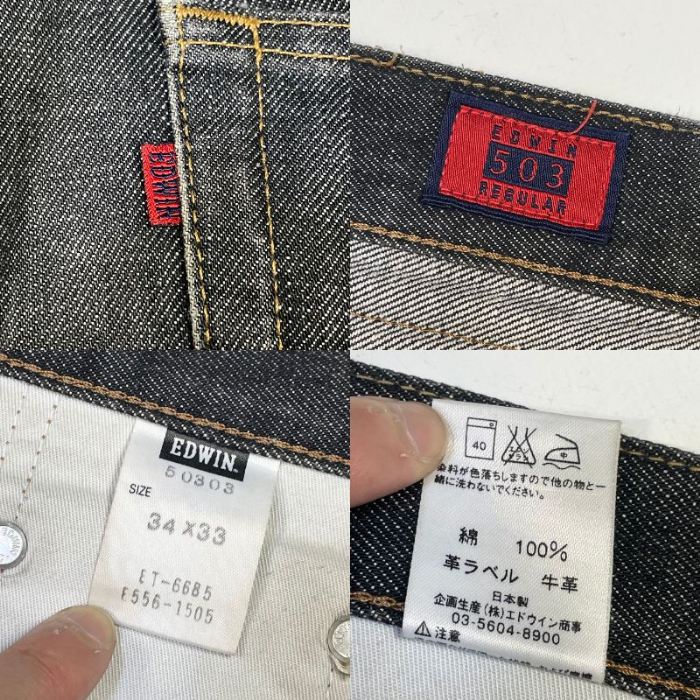 EDWIN
EDWIN
503
REGULAR
EDWIN.
50303
SIZE
34×33
ET-6685
E556-1505
40
中
染料が色落ちしますので他の物と一
緒に洗わないでください。
綿 100%
革ラベル 牛革
日本製
企画生産(株)エドウイン商事
03-5604-8900
⚠注意